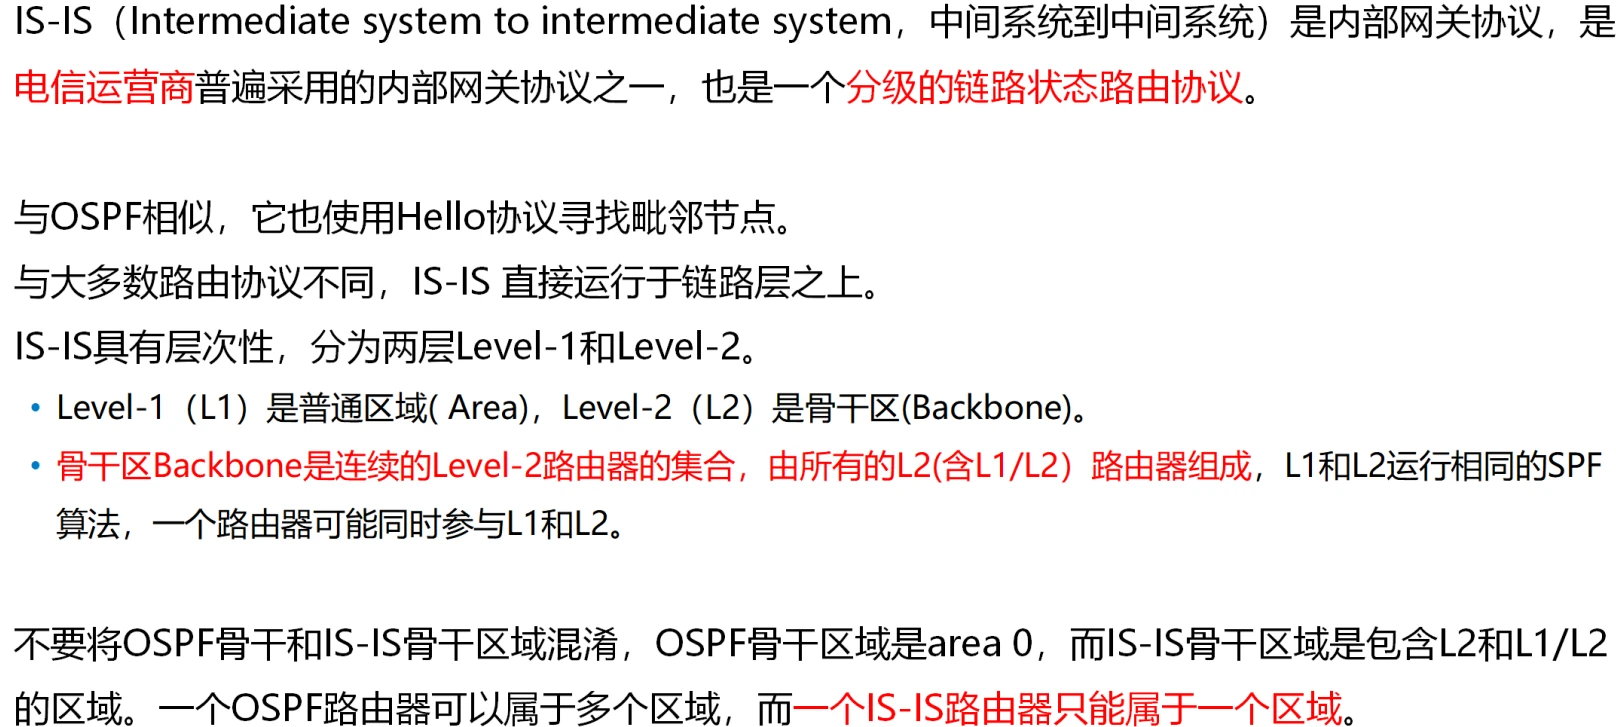 IS-IS（Intermediate system to intermediate system，中间系统到中间系统）是内部网关协议，是
电信运营商普遍采用的内部网关协议之一，也是一个分级的链路状态路由协议。
与OSPF相似，它也使用Hello协议寻找毗邻节点。
与大多数路由协议不同，IS-IS 直接运行于链路层之上。
IS-IS具有层次性，分为两层Level-1和Level-2。
• Level-1（L1）是普通区域( Area)，Level-2（L2）是骨干区(Backbone)。
• 骨干区Backbone是连续的Level-2路由器的集合，由所有的L2(含L1/L2）路由器组成，L1和L2运行相同的SPF
算法，一个路由器可能同时参与L1和L2。
不要将OSPF骨干和IS-IS骨干区域混淆，OSPF骨干区域是area 0，而IS-IS骨干区域是包含L2和L1/L2
的区域。一个OSPF路由器可以属于多个区域，而一个IS-IS路由器只能属于一个区域。